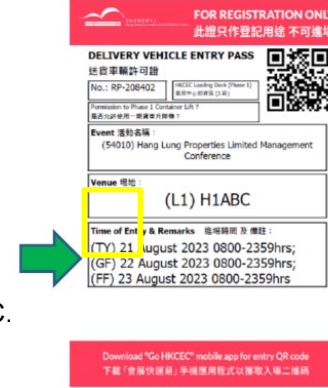 FOR REGISTRATION ONL
此證只作登記用途 不可進場
DELIVERY VEHICLE ENTRY PASS
送貨車輛許可證
No.: RP-208402
HKCEC Loading Dock (Phase 1)
Permission to Phase 1 Container Lift ?
Event 活動名稱 :
(54010) Hang Lung Properties Limited Management
Conference
Venue 場地 :
(L1) H1ABC
Time of Entry & Remarks 進場時間 及 備註 :
(TY) 21 August 2023 0800-2359hrs;
(GF) 22 August 2023 0800-2359hrs;
(FF) 23 August 2023 0800-2359hrs
C.
Download "Go HKCEC" mobile app for entry QR code
下載「會展快遞易」手機應用程式以獲取入場二維碼